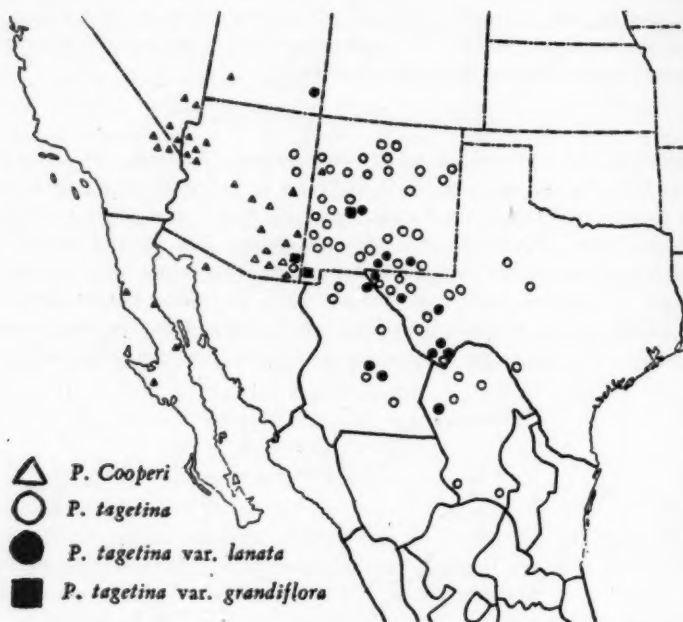 P. Cooperi
P. tagetina
P. tagetina var. lanata
P. tagetina var. grandiflora